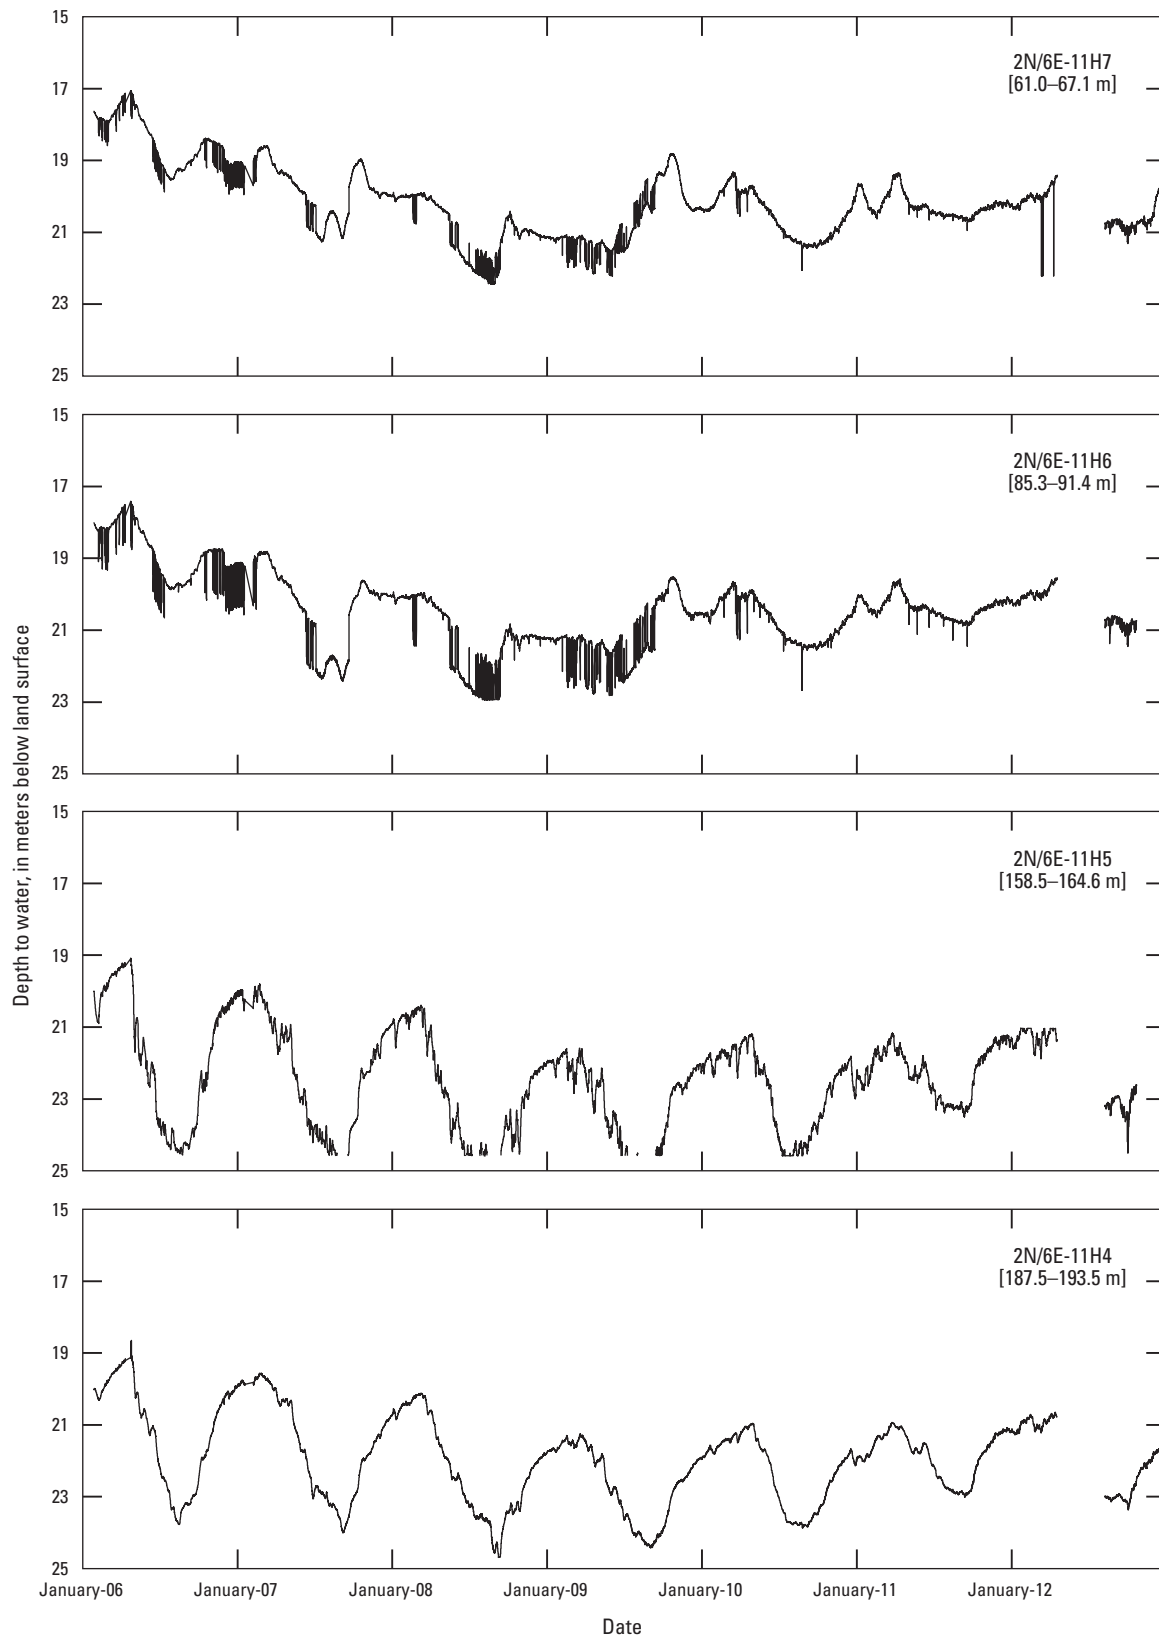 15
17
19
21
23
25
2N/6E-11H7
[61.0–67.1 m]
15
17
19
21
23
25
2N/6E-11H6
[85.3–91.4 m]
Depth to water, in meters below land surface
15
17
19
21
23
25
2N/6E-11H5
[158.5–164.6 m]
15
17
19
21
23
25
2N/6E-11H4
[187.5–193.5 m]
January-06 January-07 January-08 January-09 January-10 January-11 January-12
Date